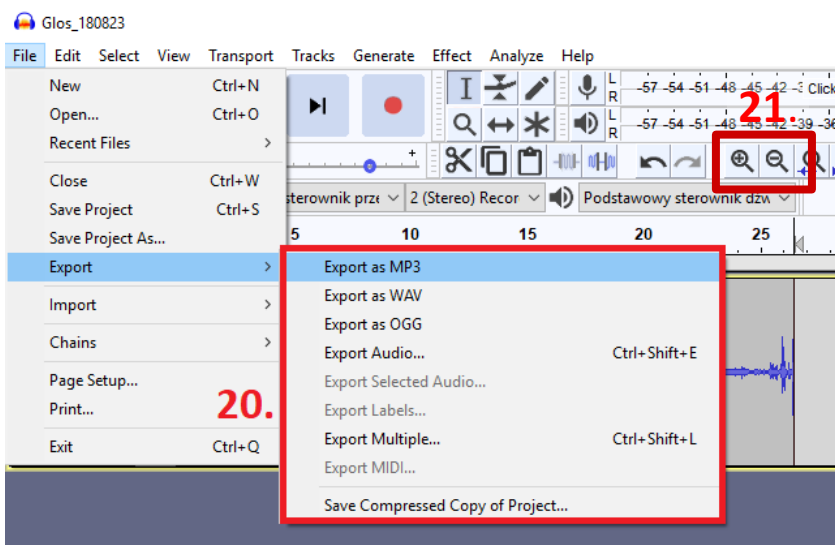 Glos_180823
File Edit Select View Transport Tracks Generate Effect Analyze Help
New Ctrl+N
Open... Ctrl+O
Recent Files
Close Ctrl+W
Save Project Ctrl+S
Save Project As...
Export
Import
Chains
Page Setup...
Print...
Exit Ctrl+Q
20.
L
R
-57 -54 -51 -48 -45 -42 -3 Click
21.
L
R
-57 -54 -51 -48 -45 -42 -39 -36
sterownik prze 2 (Stereo) Recor Podstawowy sterownik dźw
5 10 15 20 25
Export as MP3
Export as WAV
Export as OGG
Export Audio... Ctrl+Shift+E
Export Selected Audio...
Export Labels...
Export Multiple... Ctrl+Shift+L
Export MIDI...
Save Compressed Copy of Project...